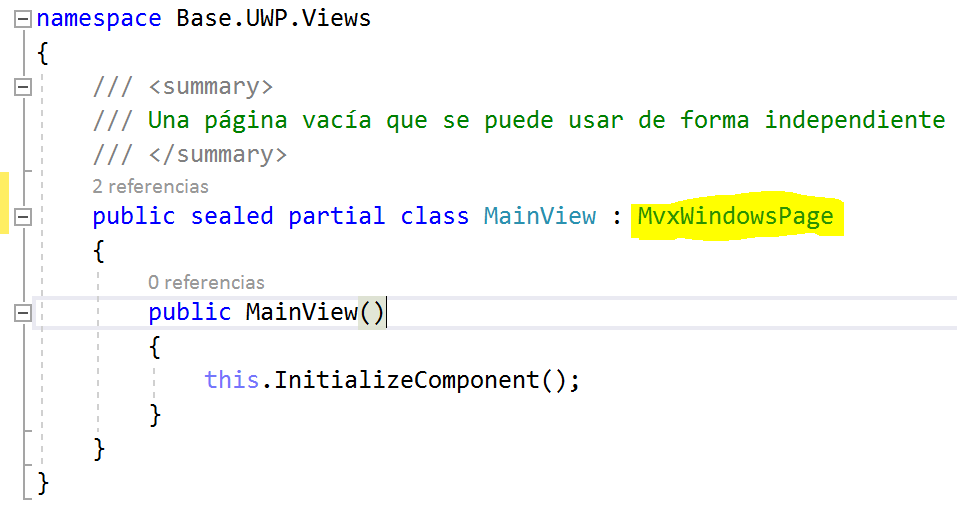 namespace Base.UWP.Views
{
/// <summary>
/// Una página vacía que se puede usar de forma independiente
/// </summary>
2 referencias
public sealed partial class MainView : MvxWindowsPage
{
0 referencias
public MainView()
{
this.InitializeComponent();
}
}
}